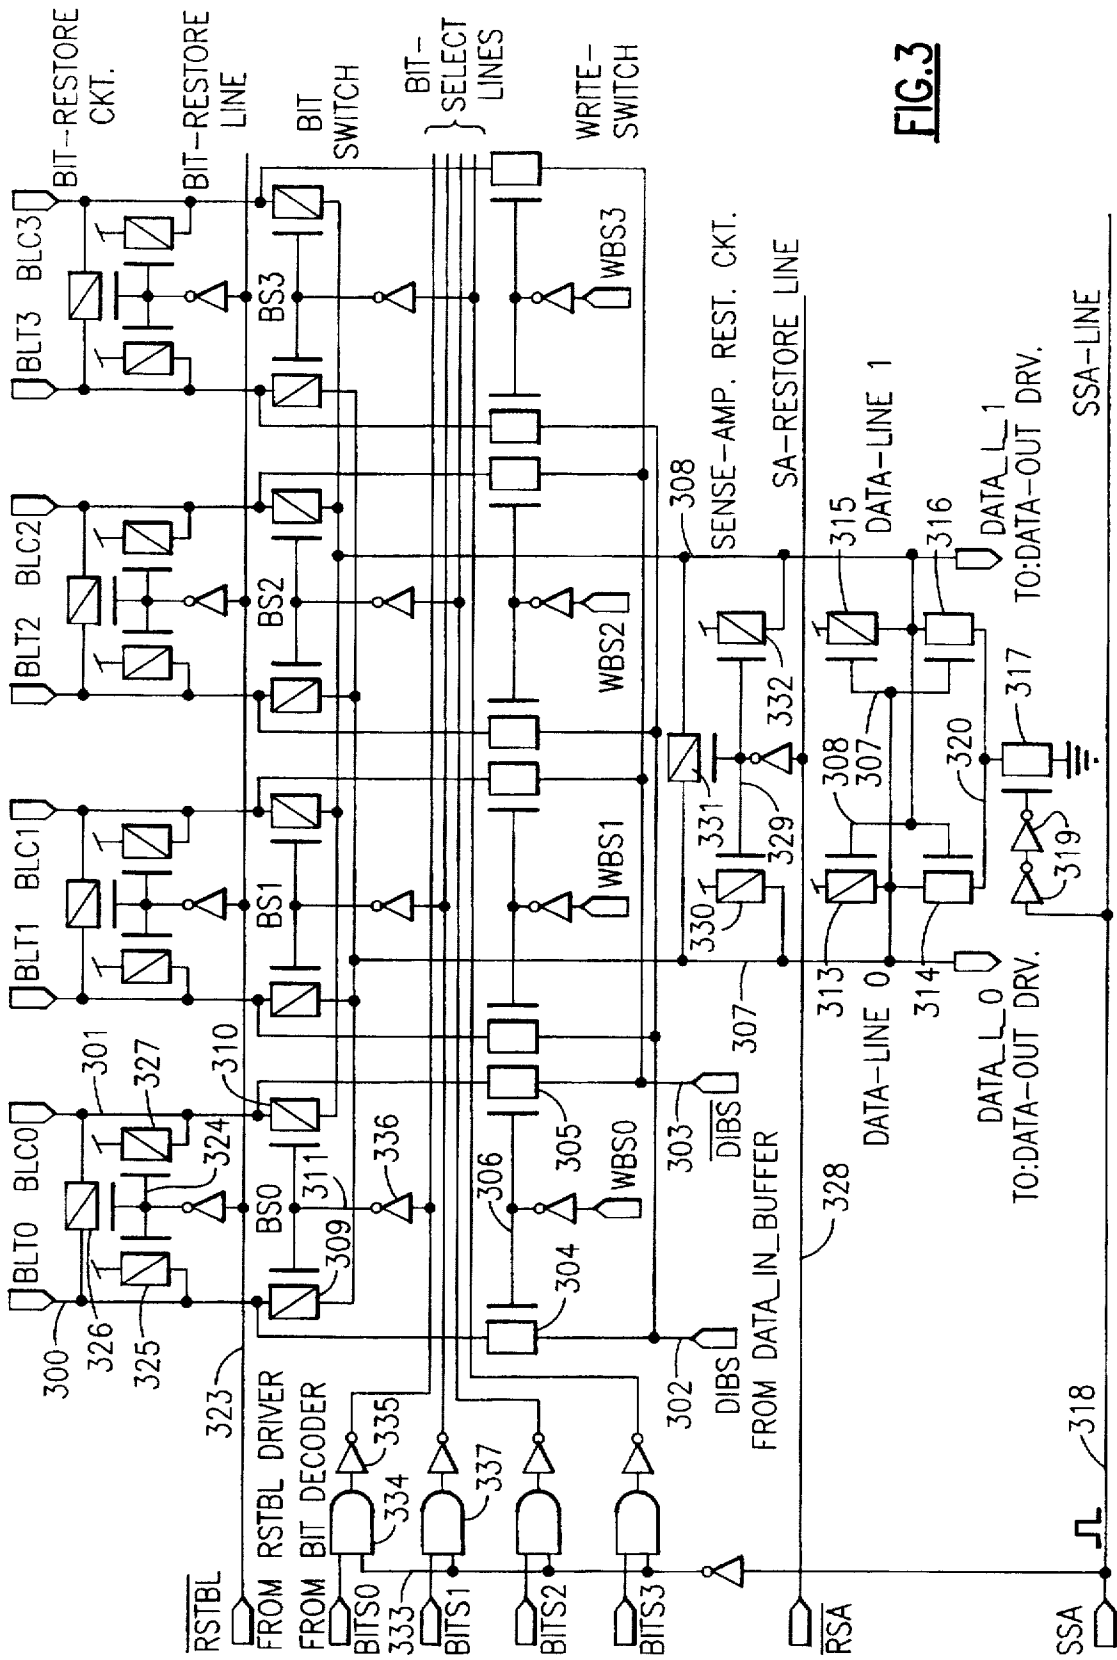 BLT0 BLC0
BLT1 BLC1
BLT2 BLC2
BLT3 BLC3
BIT-RESTORE
CKT.
300
326
325
301
327
324
BIT-RESTORE
LINE
323
RSTBL
FROM RSTBL DRIVER
FROM BIT DECODER
BS0
BS1
BS2
BS3
310
309
311
336
BIT
SWITCH
BIT-
SELECT
LINES
BITS0
333
BITS1
BITS2
BITS3
335
334
337
306
304
305
WBS0
WBS1
WBS2
WBS3
WRITE-
SWITCH
302
DIBS
303
DIBS
FROM DATA_IN_BUFFER
307
308
SENSE-AMP. REST. CKT.
330
331
329
332
SA-RESTORE LINE
RSA
328
DATA-LINE 0
313
314
308
307
320
315
316
DATA-LINE 1
DATA_L_0
TO:DATA-OUT DRV.
DATA_L_1
TO:DATA-OUT DRV.
317
319
SSA
318
SSA-LINE
FIG.3